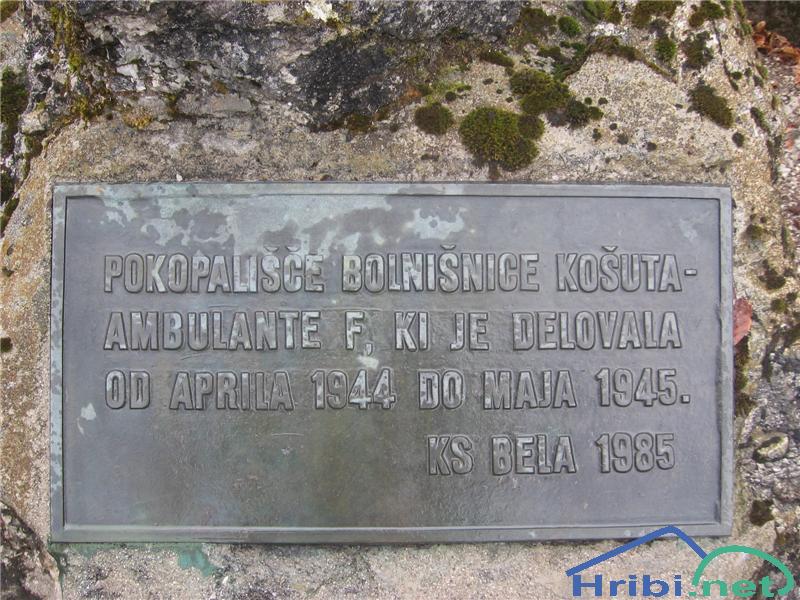 POKOPALIŠČE BOLNIŠNICE KOŠUTA-
AMBULANTE F, KI JE DELOVALA
OD APRILA 1944 DO MAJA 1945.
KS BELA 1985
Hribi.net